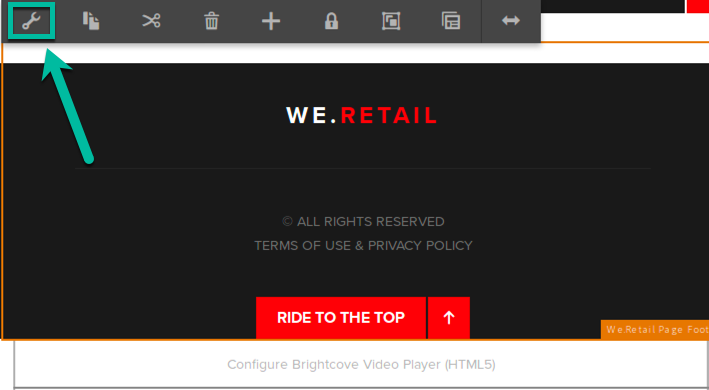 WE.RETAIL
© ALL RIGHTS RESERVED
TERMS OF USE & PRIVACY POLICY
RIDE TO THE TOP
We.Retail Page Foot
Configure Brightcove Video Player (HTML5)